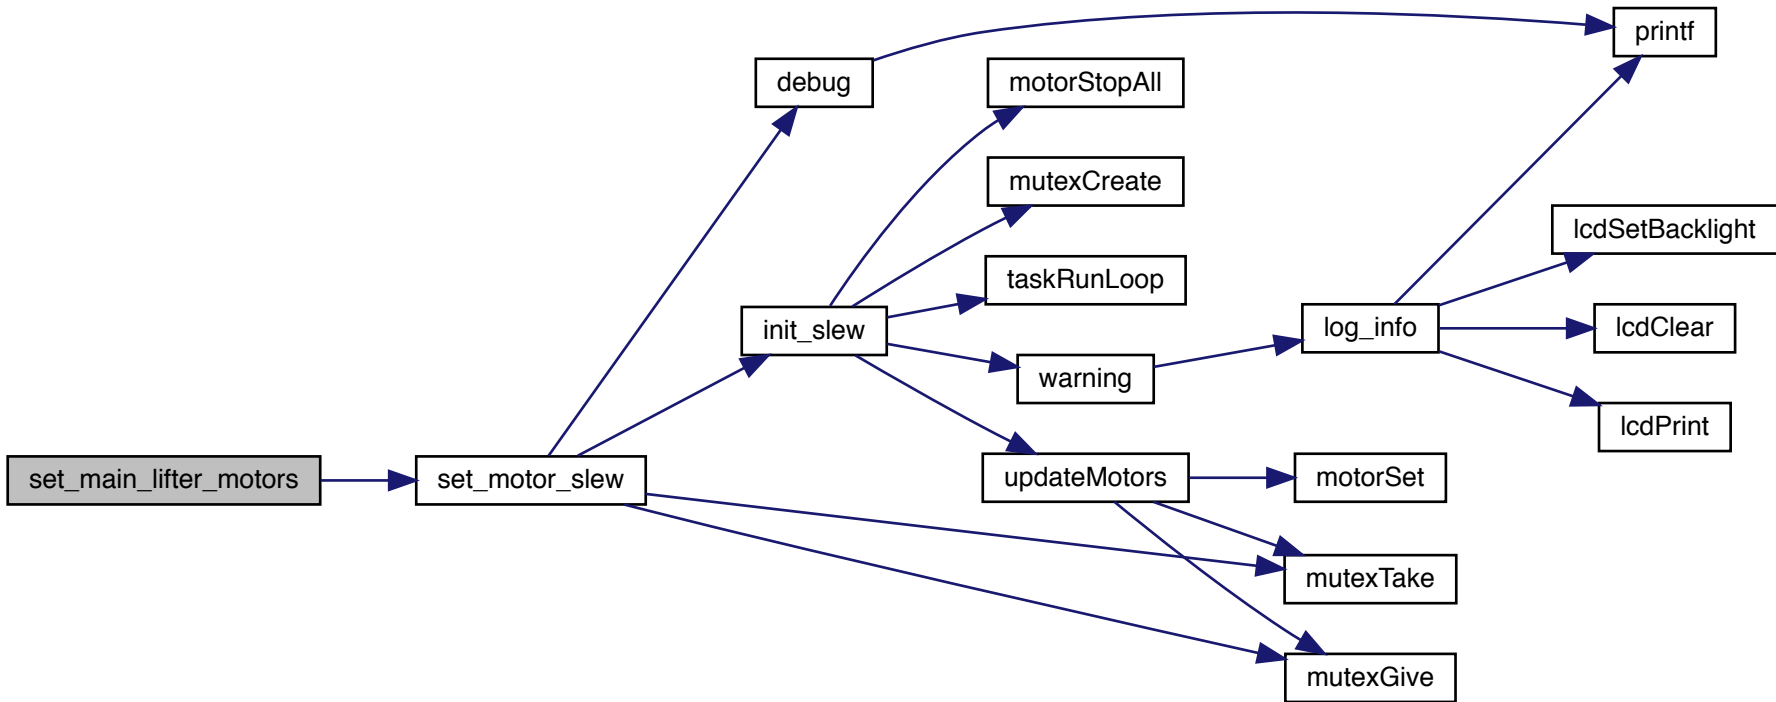 printf
debug
motorStopAll
mutexCreate
lcdSetBacklight
taskRunLoop
init_slew
log_info
lcdClear
warning
lcdPrint
set_main_lifter_motors
set_motor_slew
updateMotors
motorSet
mutexTake
mutexGive